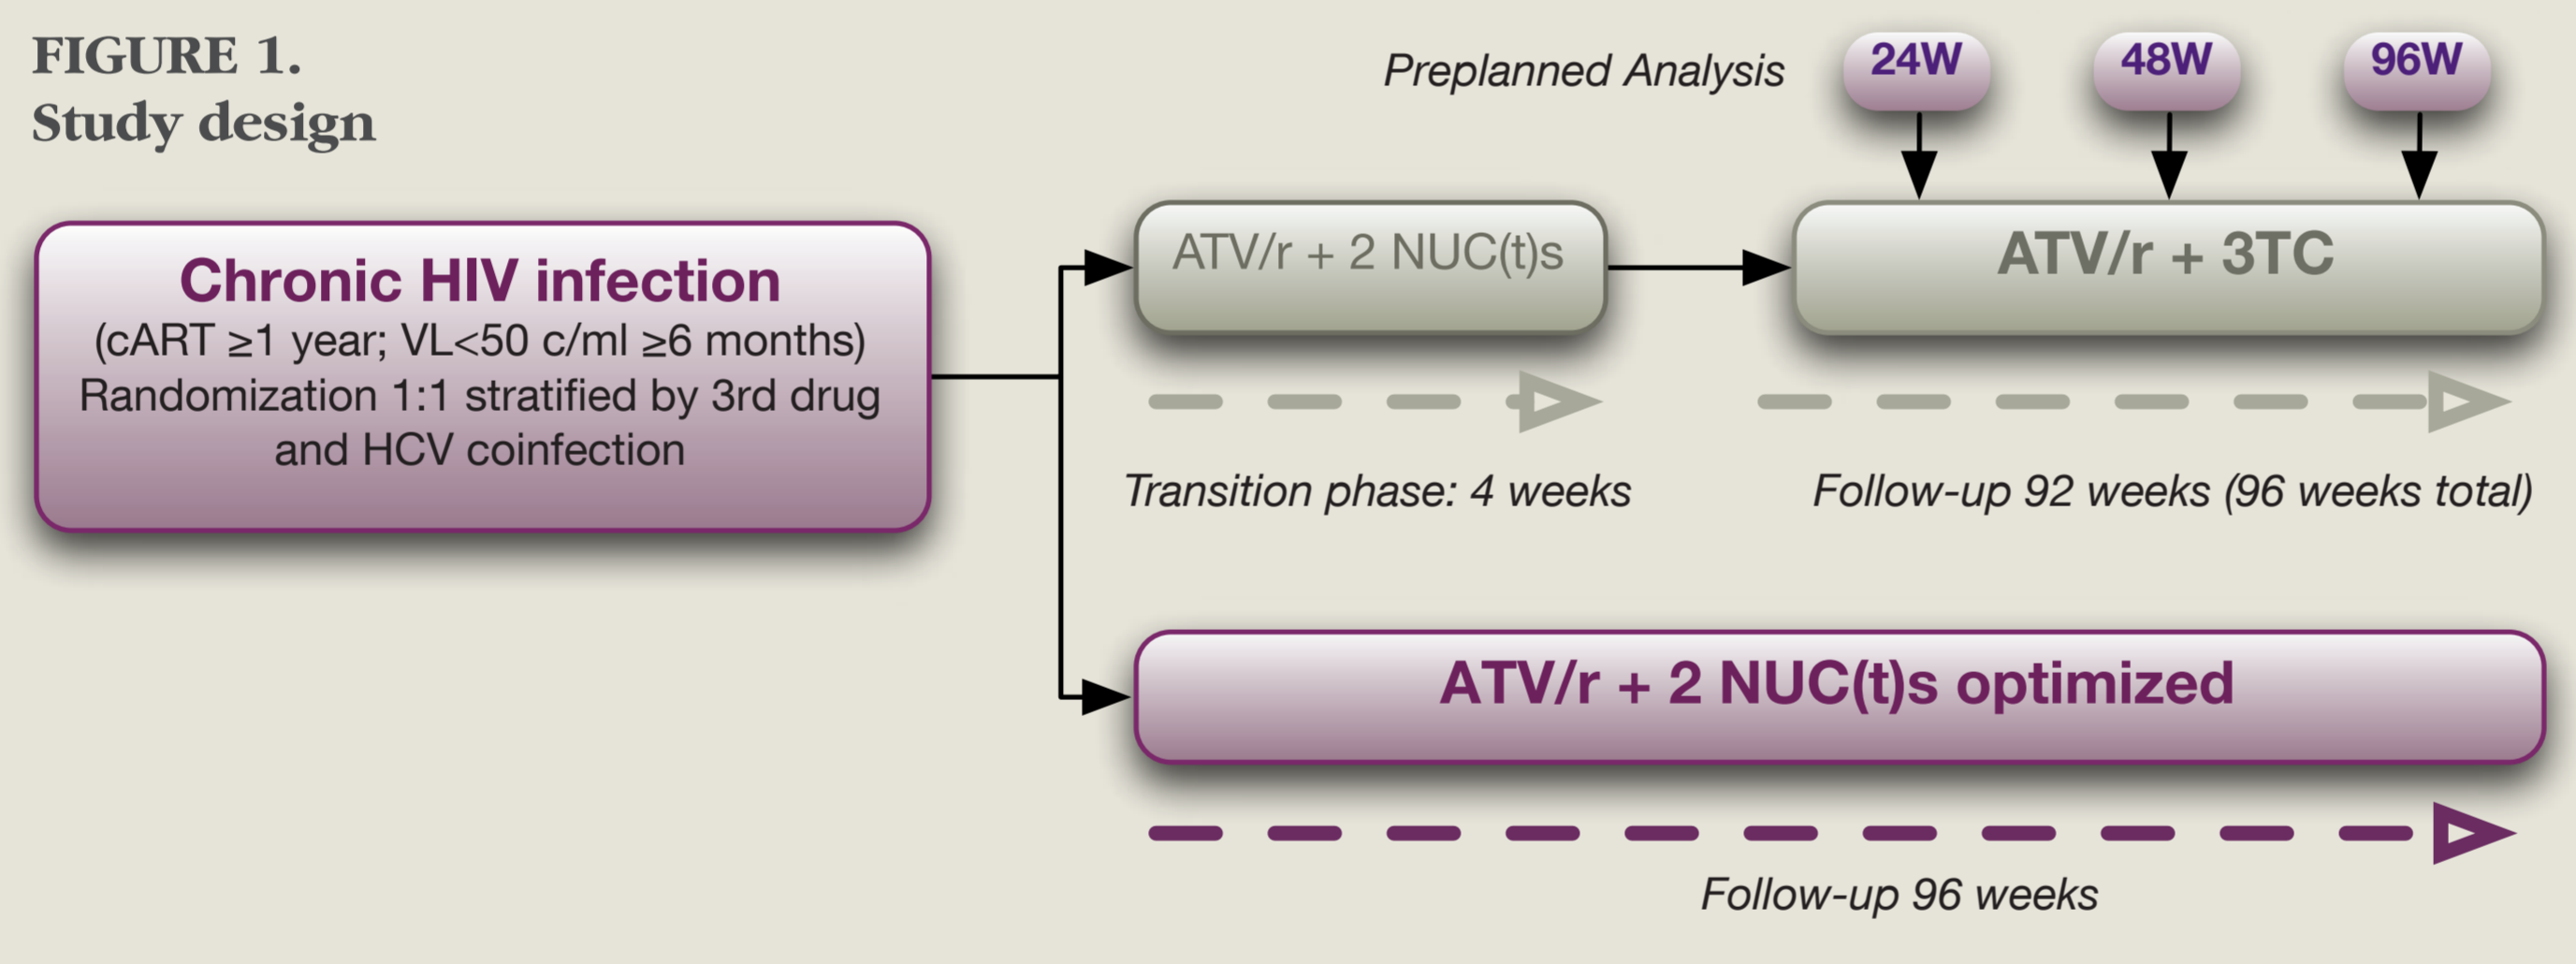 FIGURE 1.
Study design
Preplanned Analysis
24W
48W
96W
Chronic HIV infection
(cART ≥1 year; VL<50 c/ml ≥6 months)
Randomization 1:1 stratified by 3rd drug
and HCV coinfection
ATV/r + 2 NUC(t)s
ATV/r + 3TC
Transition phase: 4 weeks
Follow-up 92 weeks (96 weeks total)
ATV/r + 2 NUC(t)s optimized
Follow-up 96 weeks